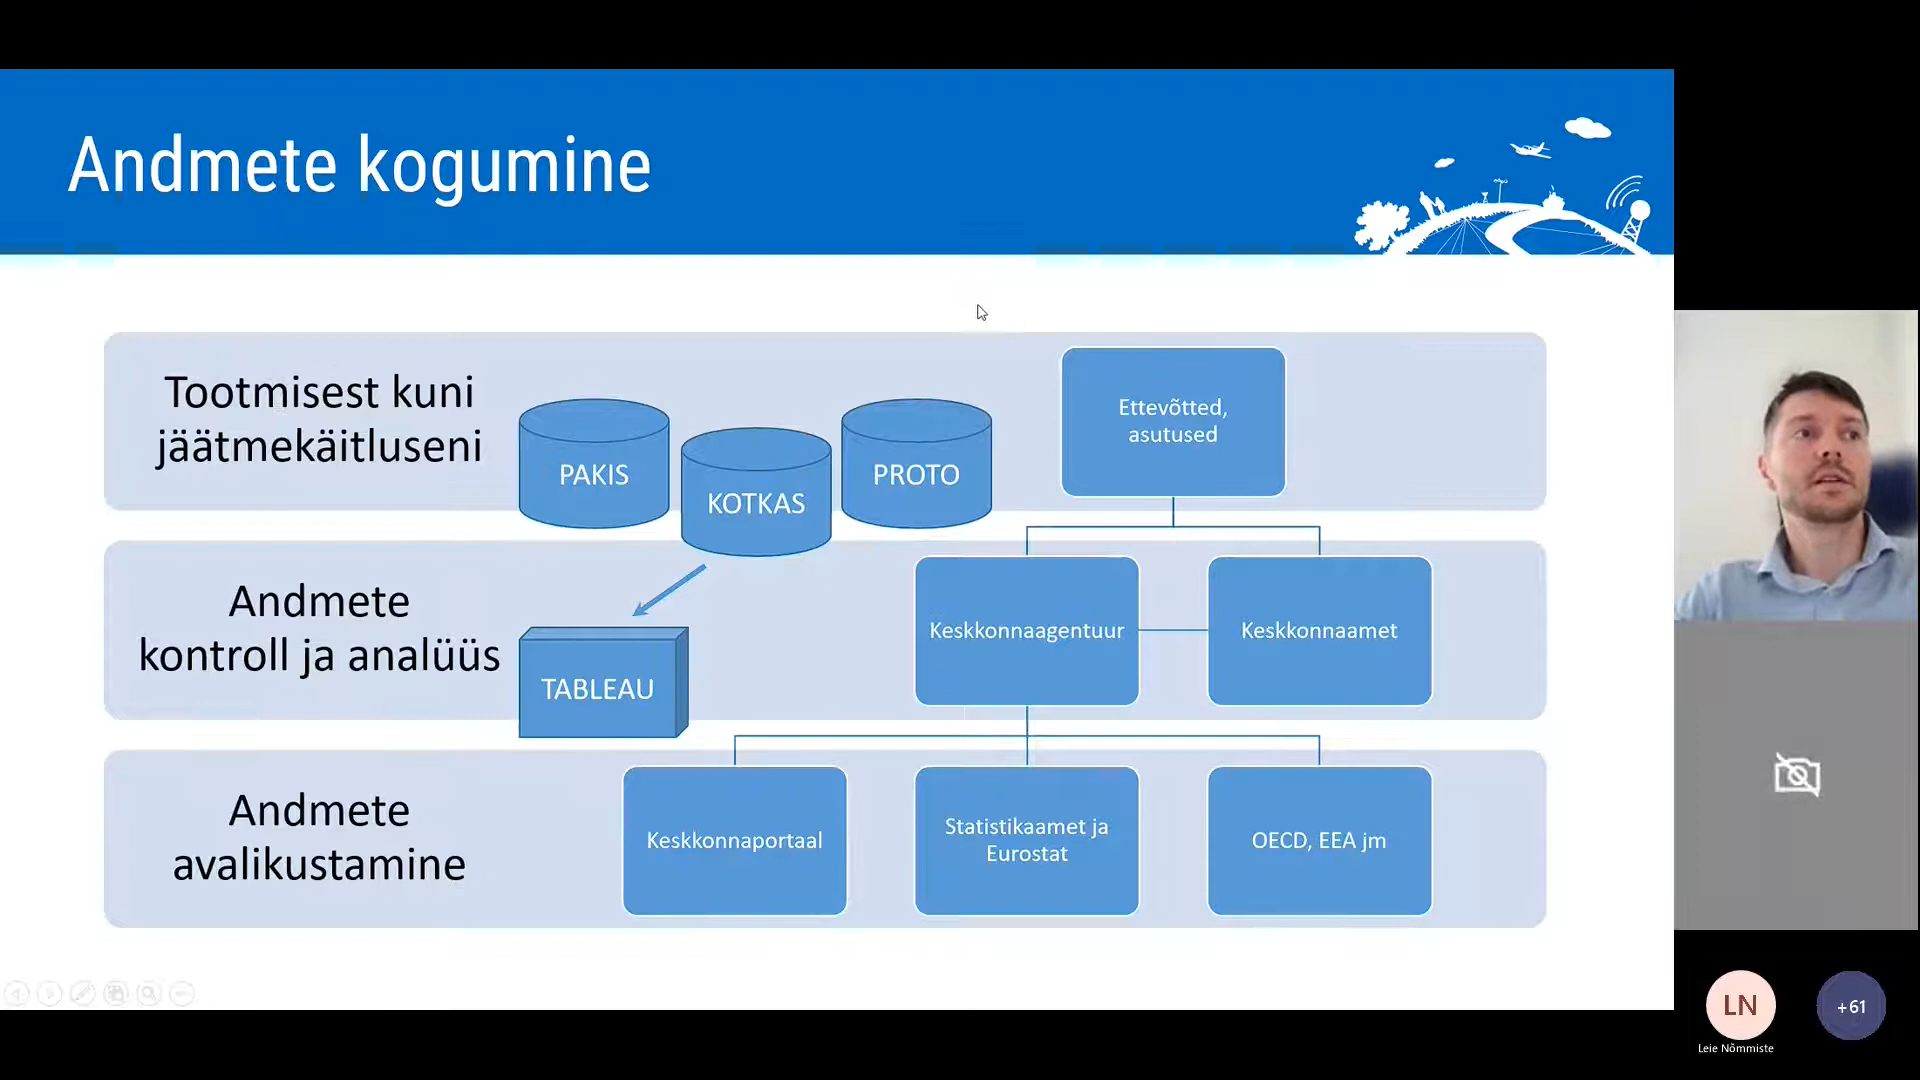 Andmete kogumine
Tootmisest kuni
jäätmekäitluseni
PAKIS
KOTKAS
PROTO
Ettevõtted,
asutused
Andmete
kontroll ja analüüs
TABLEAU
Keskkonnaagentuur
Keskkonnaamet
Andmete
avalikustamine
Keskkonnaportaal
Statistikaamet ja
Eurostat
OECD, EEA jm
LN
+61
Leie Nõmmiste